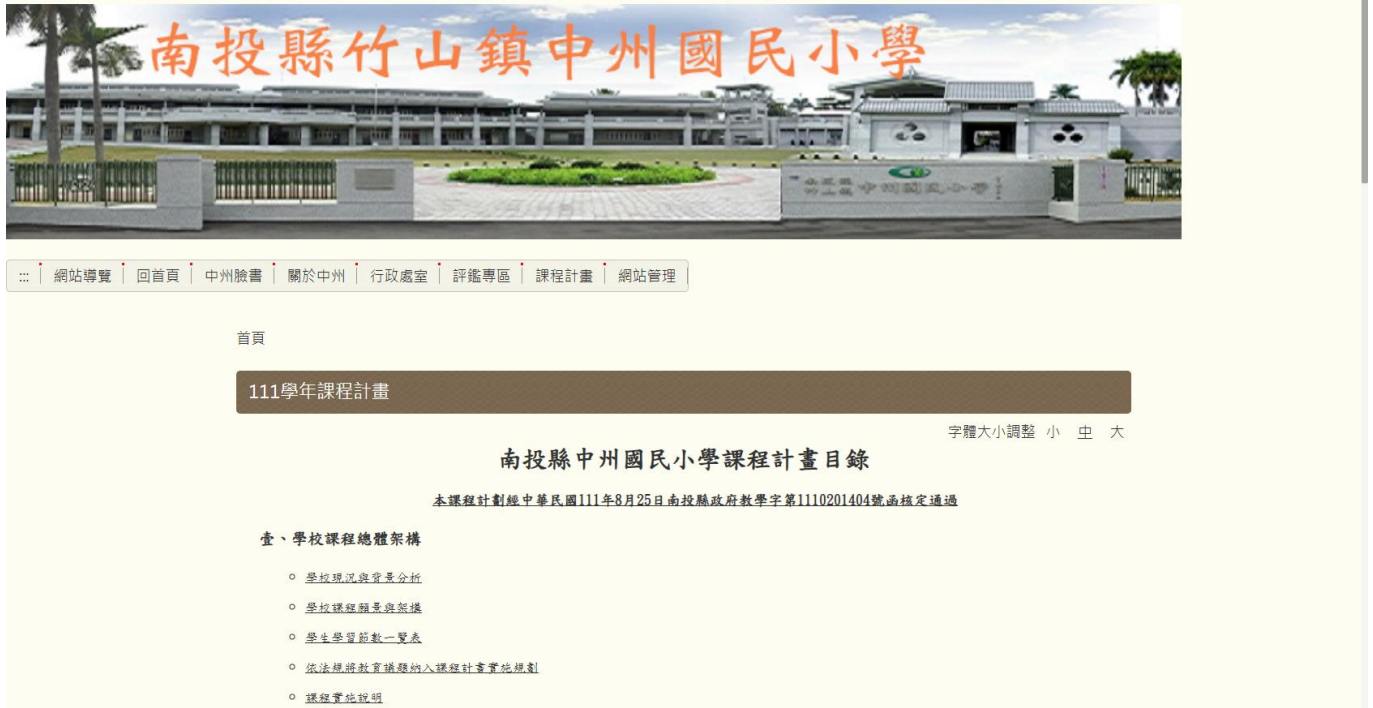 南投縣竹山鎮中州國民小學
中州國民小學
::: 網站導覽 回首頁 中州臉書 關於中州 行政處室 評鑑專區 課程計畫 網站管理
首頁
111學年課程計畫
字體大小調整 小 中 大
南投縣中州國民小學課程計畫目錄
本課程計劃經中華民國111年8月25日南投縣政府教學字第1110201404號函核定通過
壹、學校課程總體架構
學校現況與背景分析
學校課程願景與架構
學生學習節數一覽表
依法規將教育議題納入課程計畫實施規劃
課程實施說明